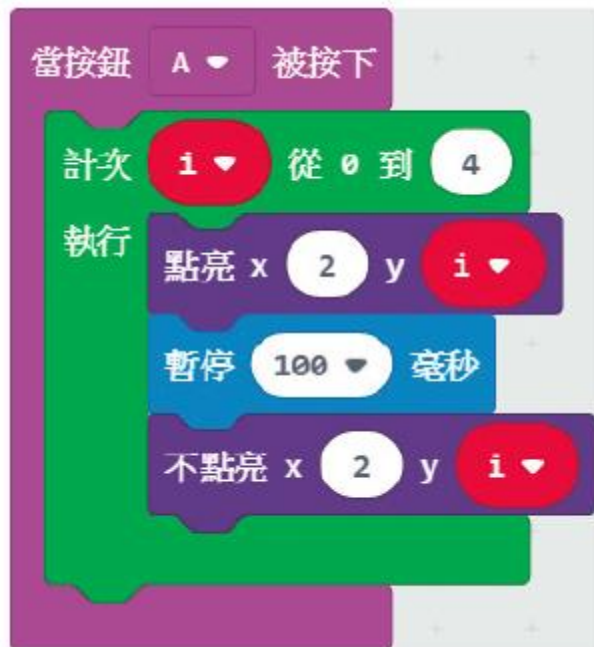 當按鈕 A 被按下
計次 i 從 0 到 4
執行
點亮 x 2 y i
暫停 100 毫秒
不點亮 x 2 y i